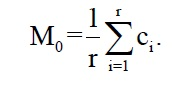 M₀ = 1/r ∑_{i=1}^{r} cᵢ.